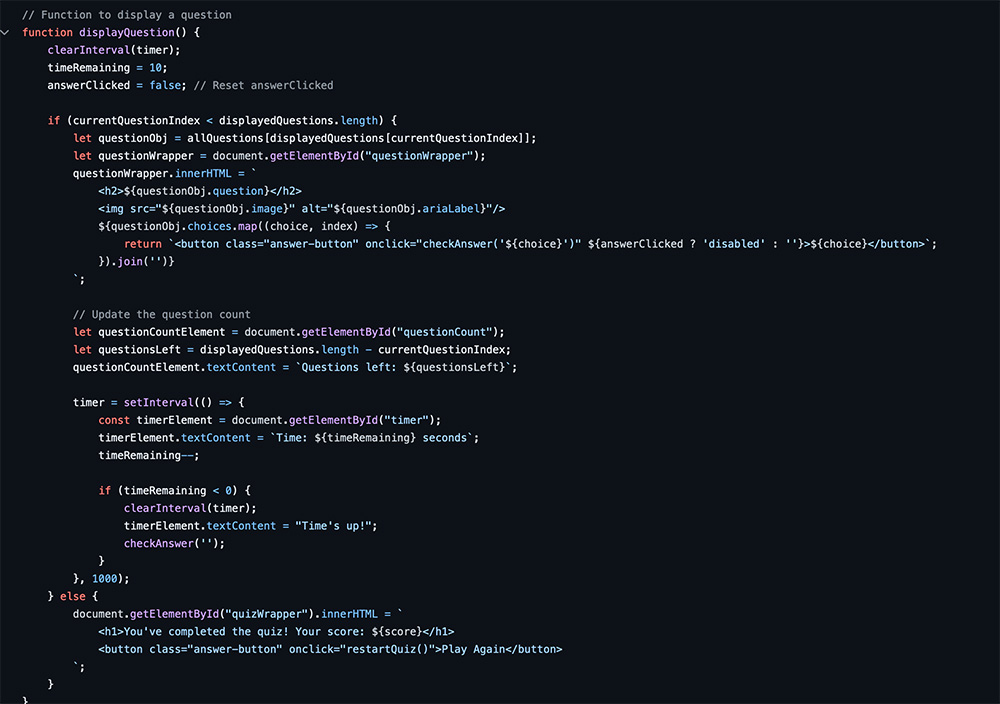 // Function to display a question
function displayQuestion() {
    clearInterval(timer);
    timeRemaining = 10;
    answerClicked = false; // Reset answerClicked

    if (currentQuestionIndex < displayedQuestions.length) {
        let questionObj = allQuestions[displayedQuestions[currentQuestionIndex]];
        let questionWrapper = document.getElementById("questionWrapper");
        questionWrapper.innerHTML = `
            <h2>${questionObj.question}</h2>
            <img src="${questionObj.image}" alt="${questionObj.ariaLabel}"/>
            ${questionObj.choices.map((choice, index) => {
                return `<button class="answer-button" onclick="checkAnswer('${choice}')" ${answerClicked ? 'disabled' : ''}>${choice}</button>`;
            }).join('')}
        `;

        // Update the question count
        let questionCountElement = document.getElementById("questionCount");
        let questionsLeft = displayedQuestions.length - currentQuestionIndex;
        questionCountElement.textContent = `Questions left: ${questionsLeft}`;

        timer = setInterval(() => {
            const timerElement = document.getElementById("timer");
            timerElement.textContent = `Time: ${timeRemaining} seconds`;
            timeRemaining--;

            if (timeRemaining < 0) {
                clearInterval(timer);
                timerElement.textContent = "Time's up!";
                checkAnswer('');
            }
        }, 1000);
    } else {
        document.getElementById("quizWrapper").innerHTML = `
            <h1>You've completed the quiz! Your score: ${score}</h1>
            <button class="answer-button" onclick="restartQuiz()">Play Again</button>
        `;
    }
}